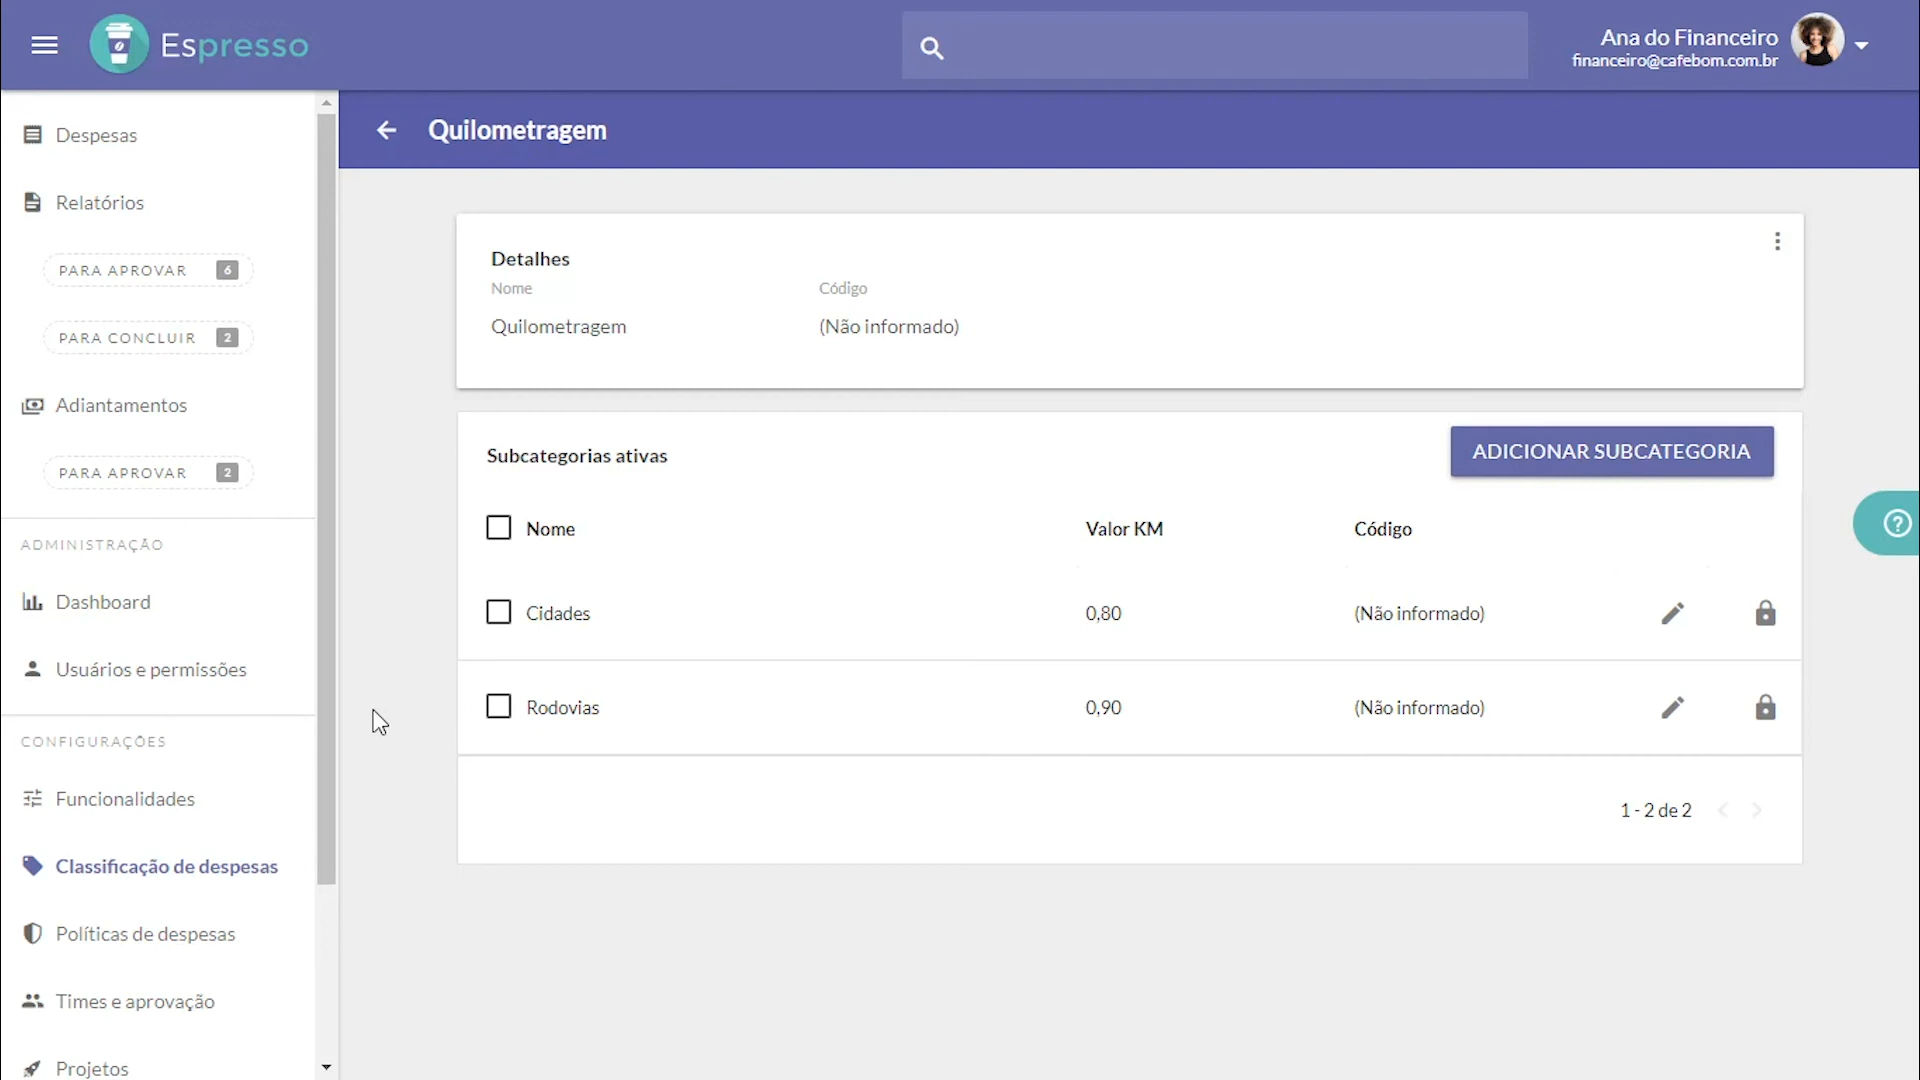 Espresso
Ana do Financeiro
financeiro@cafebom.com.br
Despesas
Relatórios
PARA APROVAR 6
PARA CONCLUIR 2
Adiantamentos
PARA APROVAR 2
ADMINISTRAÇÃO
Dashboard
Usuários e permissões
CONFIGURAÇÕES
Funcionalidades
Classificação de despesas
Políticas de despesas
Times e aprovação
Projetos
Quilometragem
Detalhes
Nome Código
Quilometragem (Não informado)
Subcategorias ativas ADICIONAR SUBCATEGORIA
Nome Valor KM Código
Cidades 0,80 (Não informado)
Rodovias 0,90 (Não informado)
1 - 2 de 2